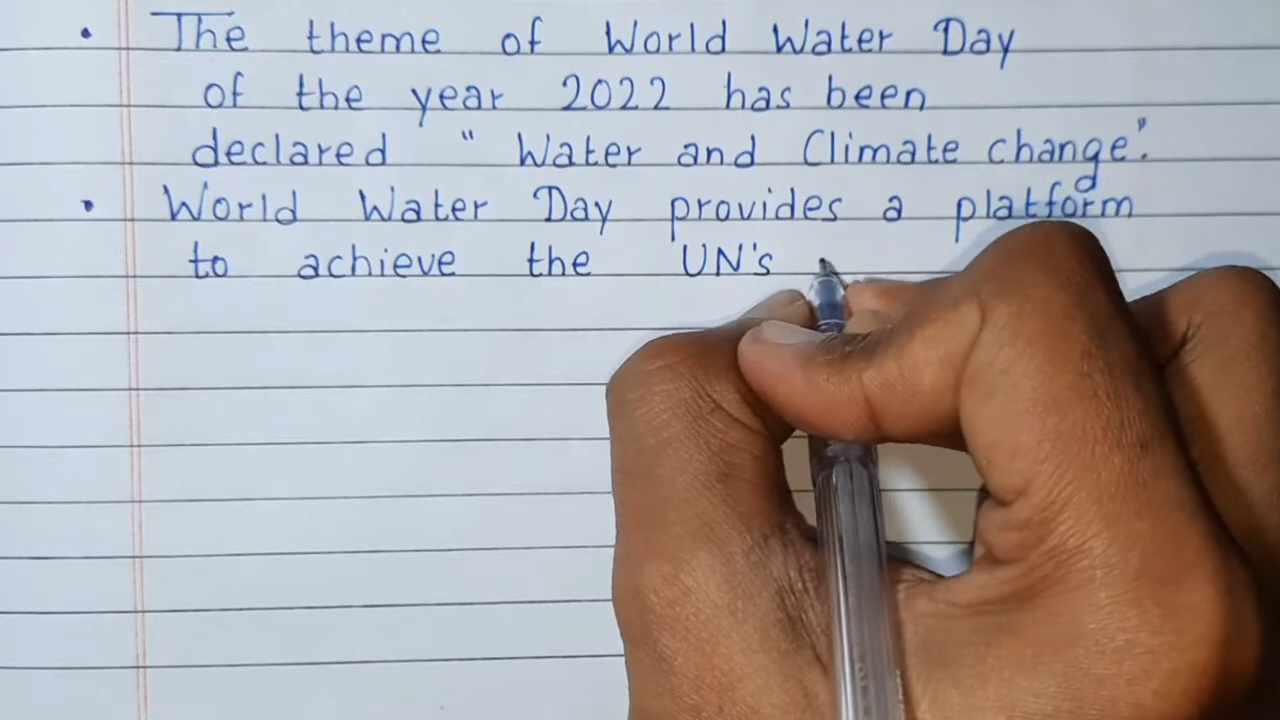 • The theme of World Water Day
of the year 2022 has been
declared " Water and Climate change".
• World Water Day provides a platform
to achieve the UN's